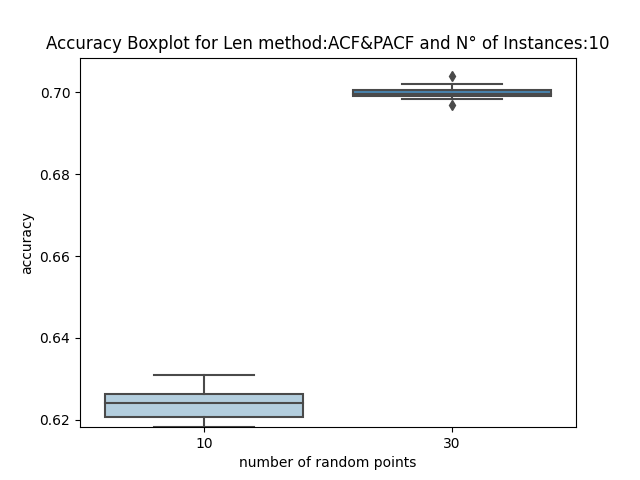 Accuracy Boxplot for Len method:ACF&PACF and N° of Instances:10
0.70
0.68
0.66
0.64
0.62
accuracy
10
30
number of random points